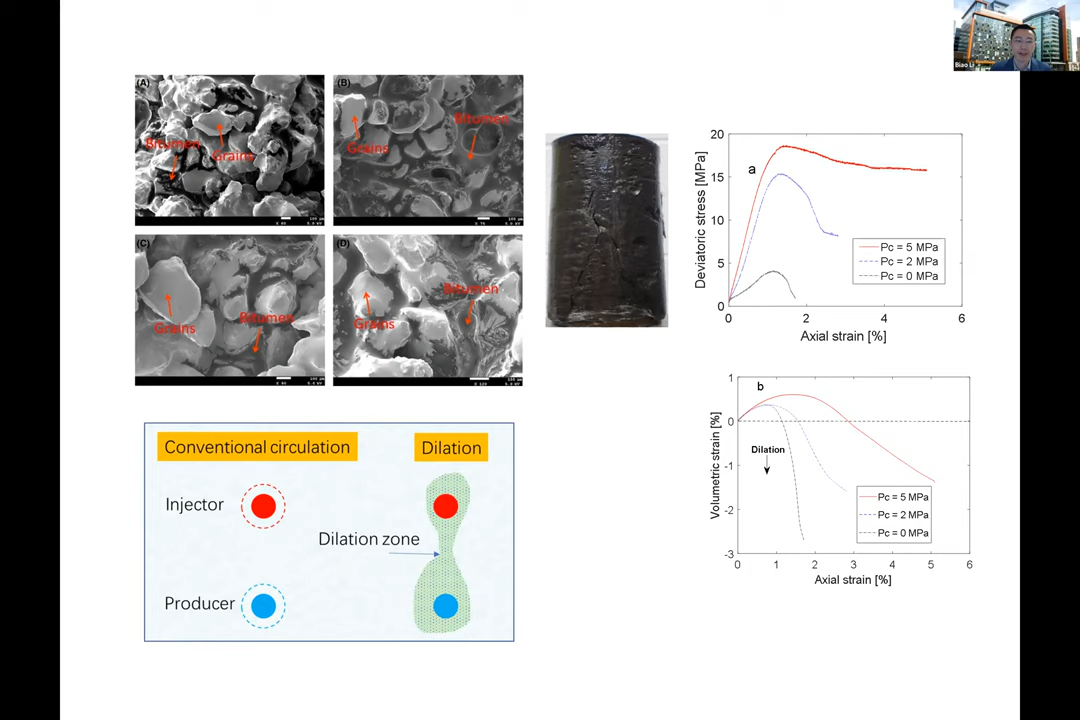 Biao Li
(A)
Bitumen
Grains
(B)
Grains
Bitumen
(C)
Grains
Bitumen
(D)
Grains
Bitumen
Conventional circulation
Dilation
Injector
Dilation zone
Producer
a
Deviatoric stress [MPa]
20
15
10
5
0
0 2 4 6
Axial strain [%]
Pc = 5 MPa
Pc = 2 MPa
Pc = 0 MPa
b
Volumetric strain [%]
1
0
-1
-2
-3
Dilation
Pc = 5 MPa
Pc = 2 MPa
Pc = 0 MPa
0 1 2 3 4 5 6
Axial strain [%]